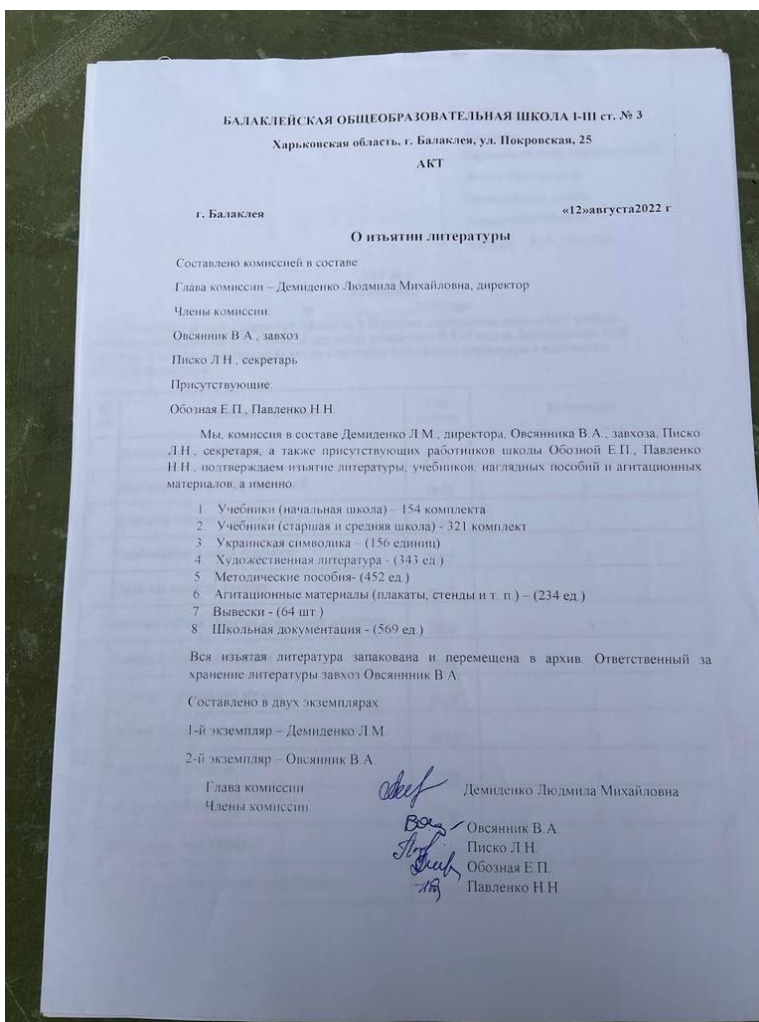 БАЛАКЛЕЙСКАЯ ОБЩЕОБРАЗОВАТЕЛЬНАЯ ШКОЛА I-III ст. № 3
Харьковская область, г. Балаклея, ул. Покровская, 25
АКТ
г. Балаклея «12»августа2022 г
О изъятии литературы
Составлено комиссией в составе
Глава комиссии – Демиденко Людмила Михайловна, директор
Члены комиссии:
Овсянник В.А., завхоз
Писко Л.Н., секретарь
Присутствующие:
Обозная Е.П., Павленко Н.Н.
Мы, комиссия в составе Демиденко Л.М., директора, Овсянника В.А., завхоза, Писко
Л.Н., секретаря, а также присутствующих работников школы Обозной Е.П., Павленко
Н.Н., подтверждаем изъятие литературы, учебников, наглядных пособий и агитационных
материалов, а именно:
1. Учебники (начальная школа) – 154 комплекта
2. Учебники (старшая и средняя школа) - 321 комплект
3. Украинская символика – (156 единиц)
4. Художественная литература - (343 ед.)
5. Методические пособия- (452 ед.)
6. Агитационные материалы (плакаты, стенды и т. п.) – (234 ед.)
7. Вывески - (64 шт.)
8. Школьная документация - (569 ед.)
Вся изъятая литература запакована и перемещена в архив. Ответственный за
хранение литературы завхоз Овсяннник В.А.
Составлено в двух экземплярах:
1-й экземпляр – Демиденко Л.М.
2-й экземпляр – Овсянник В.А.
Глава комиссии Демиденко Людмила Михайловна
Члены комиссии:
Овсянник В.А.
Писко Л.Н.
Обозная Е.П.
Павленко Н.Н.